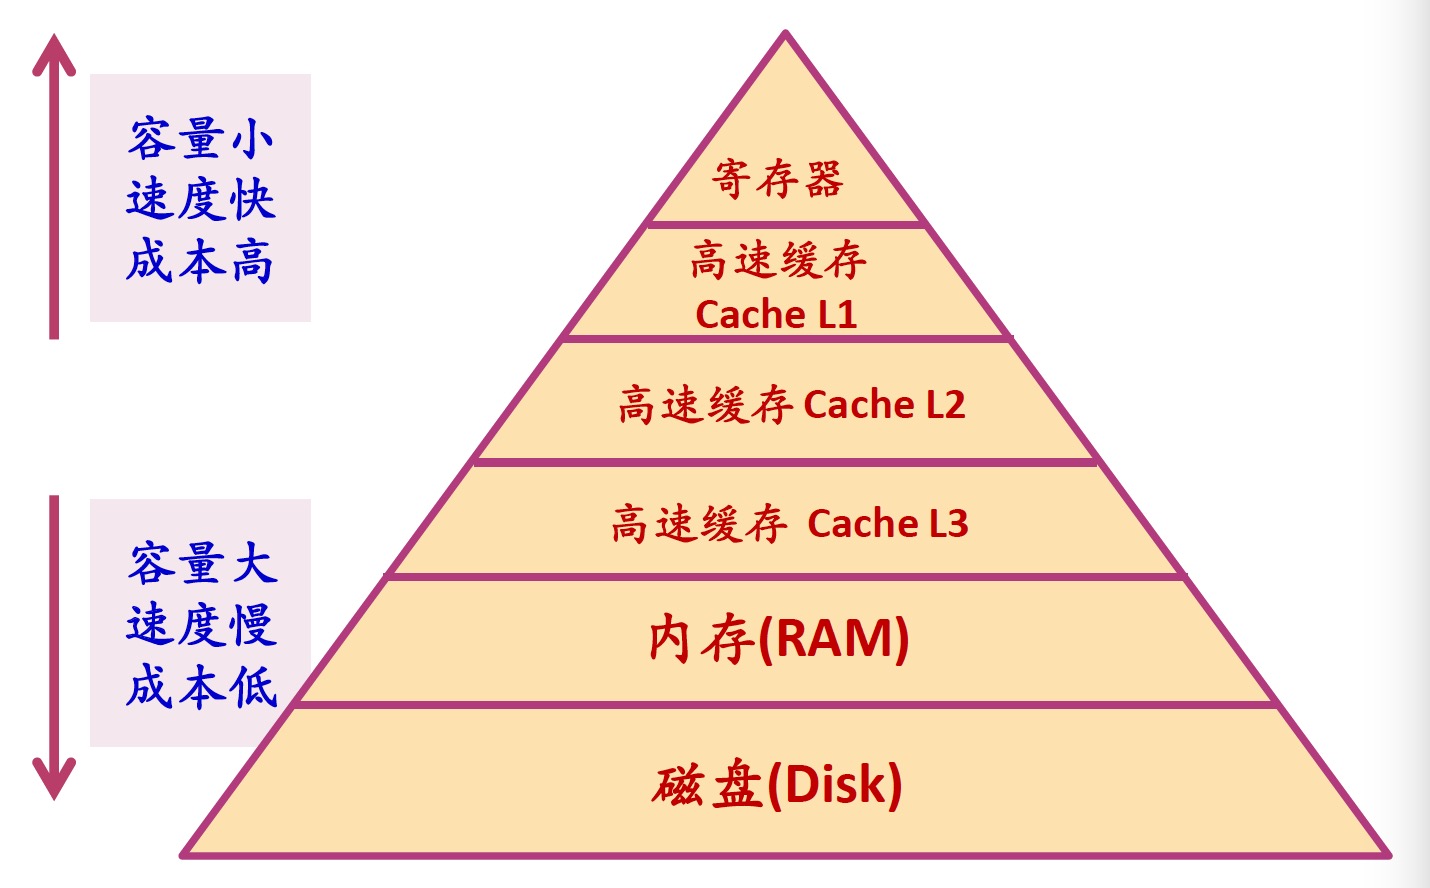 容量小
速度快
成本高
寄存器
高速缓存
Cache L1
高速缓存 Cache L2
高速缓存 Cache L3
容量大
速度慢
成本低
内存(RAM)
磁盘(Disk)